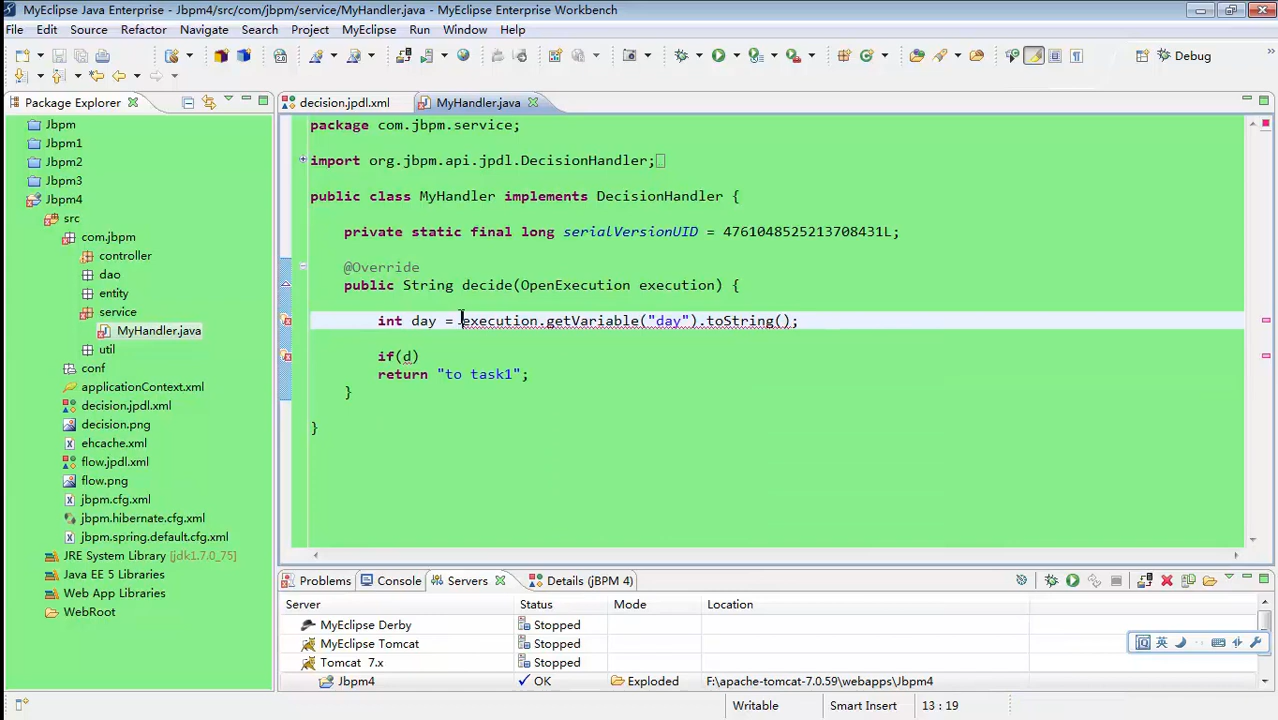 MyEclipse Java Enterprise - Jbpm4/src/com/jbpm/service/MyHandler.java - MyEclipse Enterprise Workbench
File Edit Source Refactor Navigate Search Project MyEclipse Run Window Help
Debug
Package Explorer
decision.jpdl.xml MyHandler.java
Jbpm
Jbpm1
Jbpm2
Jbpm3
Jbpm4
src
com.jbpm
controller
dao
entity
service
MyHandler.java
util
conf
applicationContext.xml
decision.jpdl.xml
decision.png
ehcache.xml
flow.jpdl.xml
flow.png
jbpm.cfg.xml
jbpm.hibernate.cfg.xml
jbpm.spring.default.cfg.xml
JRE System Library [jdk1.7.0_75]
Java EE 5 Libraries
Web App Libraries
WebRoot
package com.jbpm.service;
import org.jbpm.api.jpdl.DecisionHandler;
public class MyHandler implements DecisionHandler {
private static final long serialVersionUID = 4761048525213708431L;
@Override
public String decide(OpenExecution execution) {
int day = execution.getVariable("day").toString();
if(d)
return "to task1";
}
}
Problems Console Servers Details (jBPM 4)
Server Status Mode Location
MyEclipse Derby Stopped
MyEclipse Tomcat Stopped
Tomcat 7.x Stopped
Jbpm4 OK Exploded F:\apache-tomcat-7.0.59\webapps\Jbpm4
英
Writable Smart Insert 13 : 19